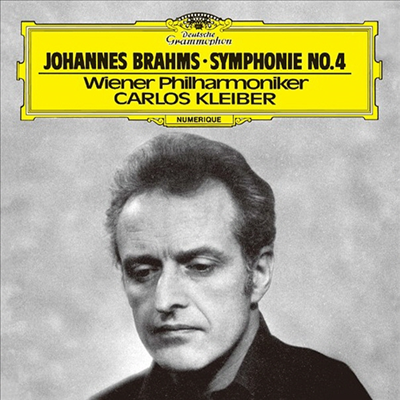 Deutsche
Grammophon
JOHANNES BRAHMS · SYMPHONIE NO.4
Wiener Philharmoniker
CARLOS KLEIBER
NUMERIQUE